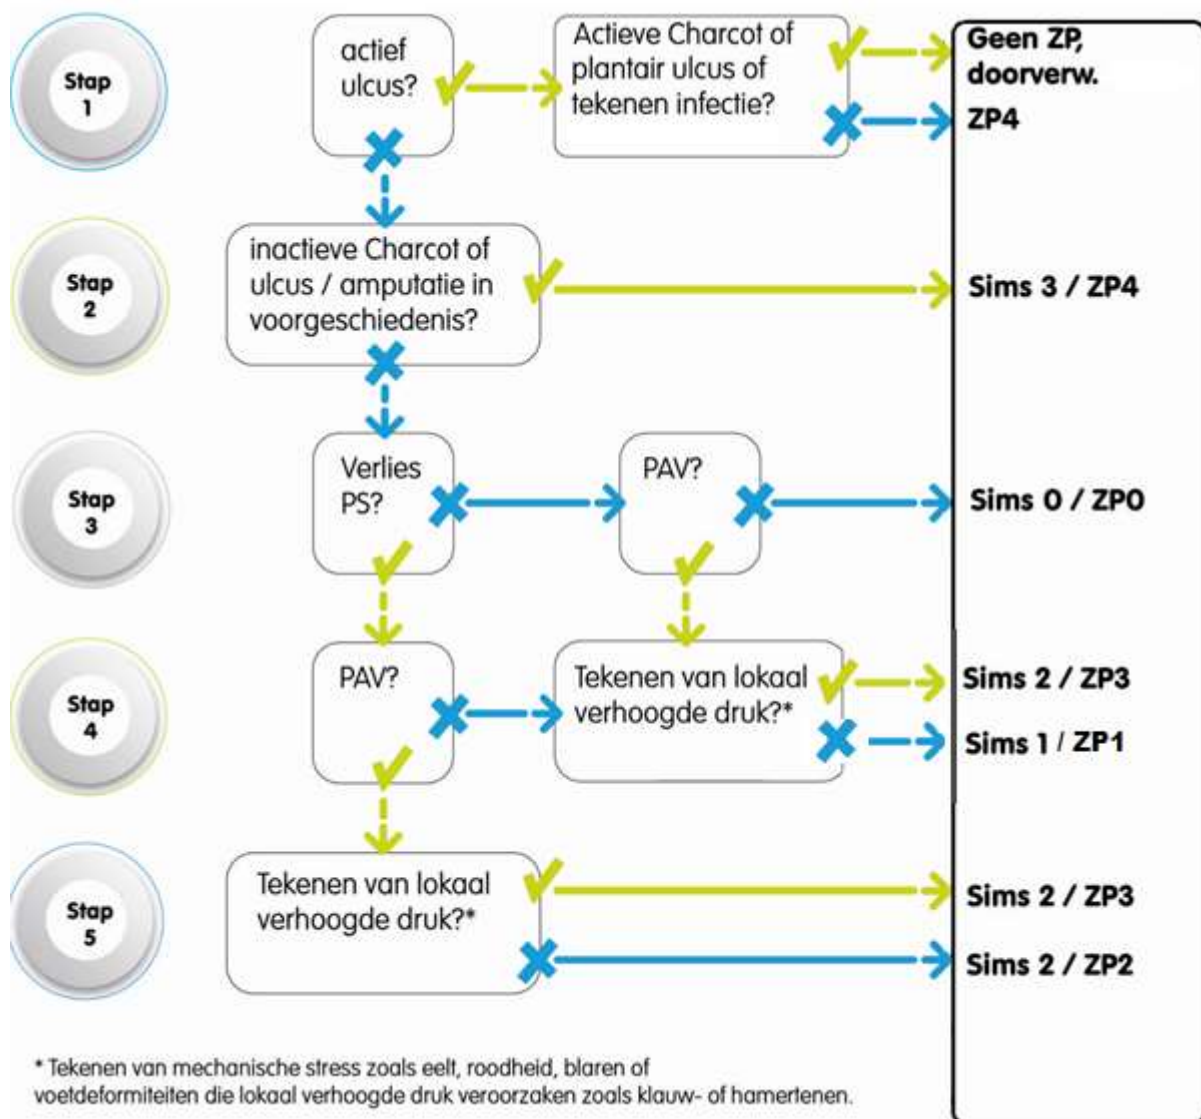 Stap
1
actief
ulcus?
Actieve Charcot of
plantair ulcus of
tekenen infectie?
Geen ZP,
doorverw.
ZP4
Stap
2
inactieve Charcot of
ulcus / amputatie in
voorgeschiedenis?
Sims 3 / ZP4
Stap
3
Verlies
PS?
PAV?
Sims 0 / ZP0
Stap
4
PAV?
Tekenen van lokaal
verhoogde druk?*
Sims 2 / ZP3
Sims 1 / ZP1
Stap
5
Tekenen van lokaal
verhoogde druk?*
Sims 2 / ZP3
Sims 2 / ZP2
* Tekenen van mechanische stress zoals eelt, roodheid, blaren of
voetdeformiteiten die lokaal verhoogde druk veroorzaken zoals klauw- of hamertenen.